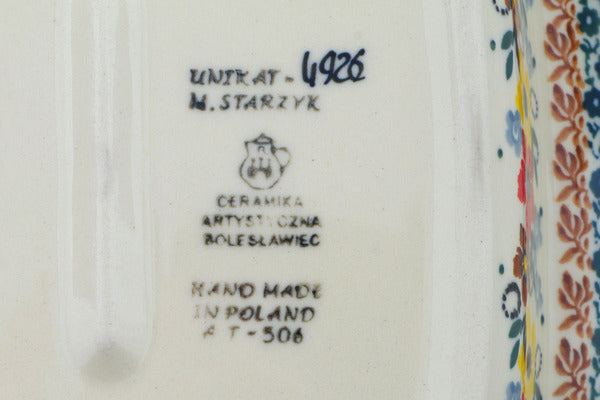 UNIKAT - 4926
M. STARZYK
CERAMIKA
ARTYSTYCZNA
BOLESŁAWIEC
HAND MADE
IN POLAND
A T - 506